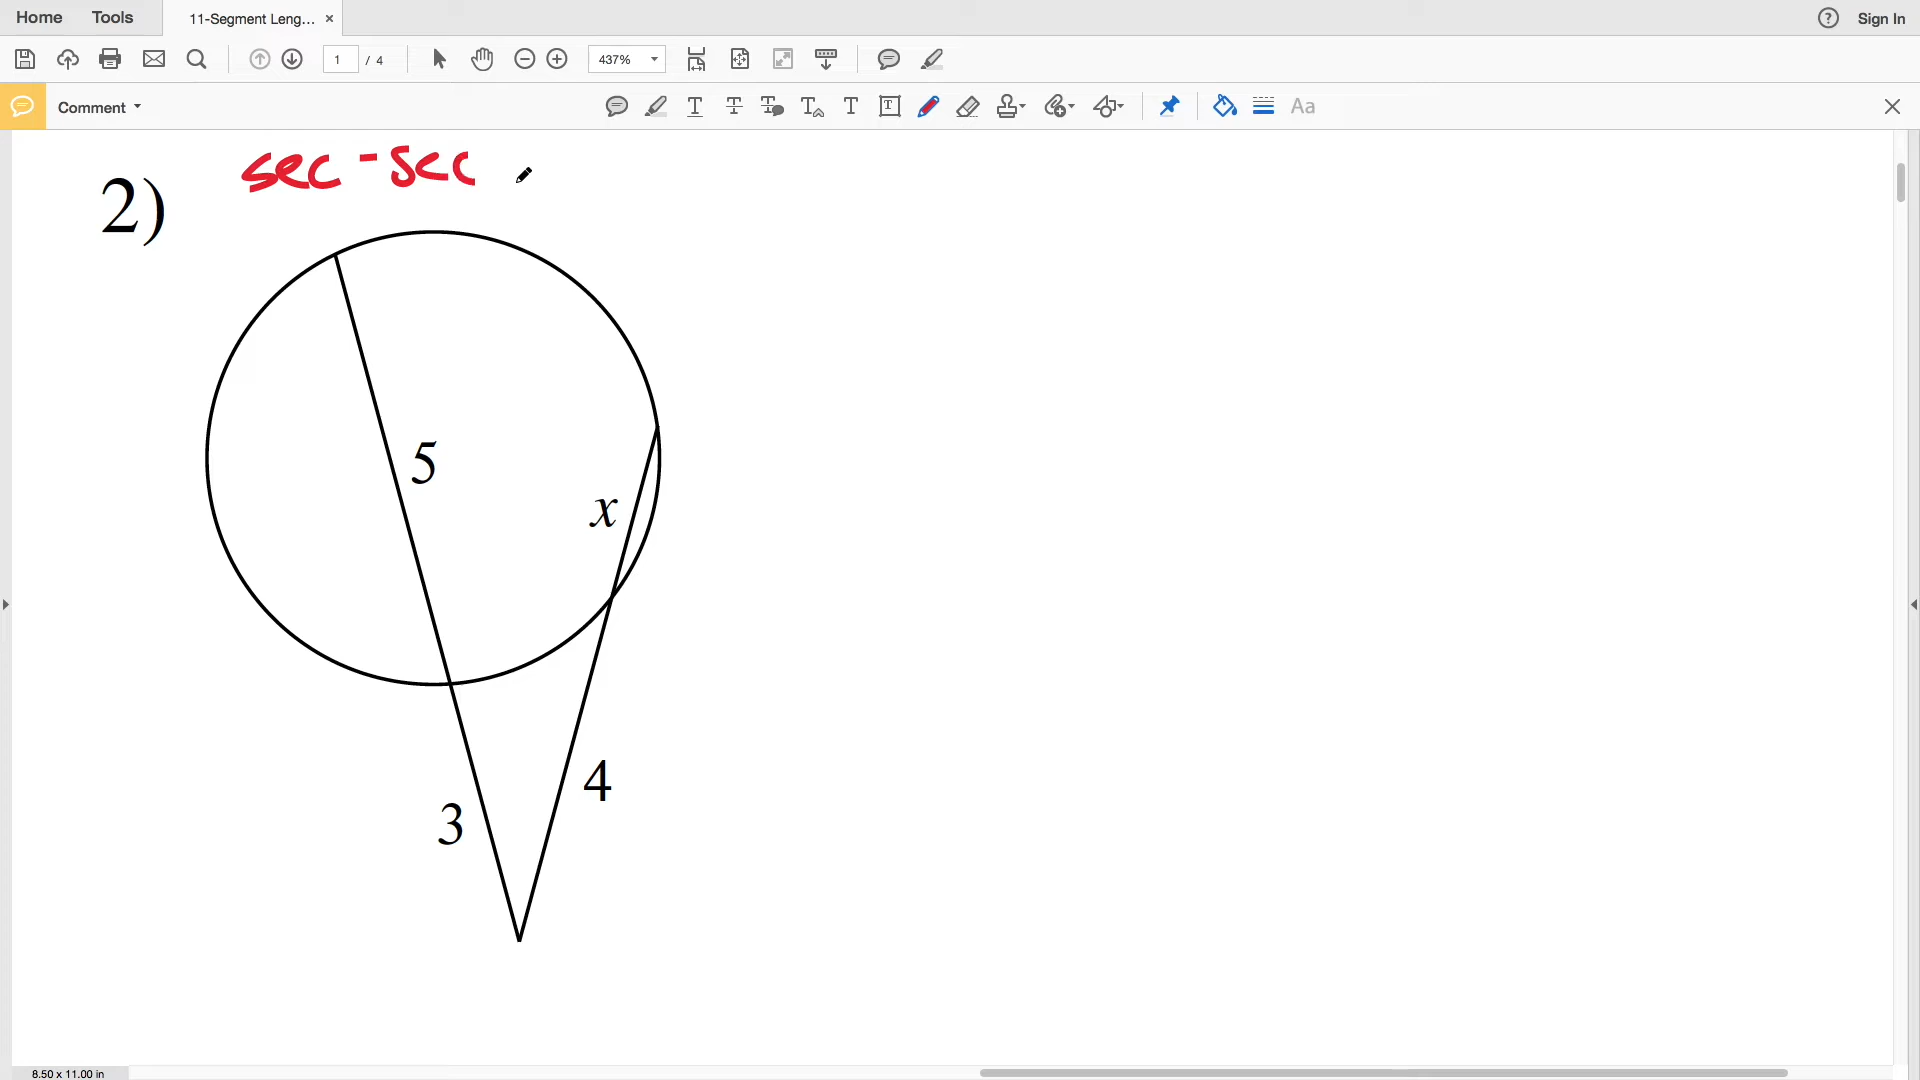 Home Tools 11-Segment Leng... × ? Sign In
1 / 4 437%
Comment T T T T T T Aa
sec - sec
2)
5
x
4
3
8.50 x 11.00 in